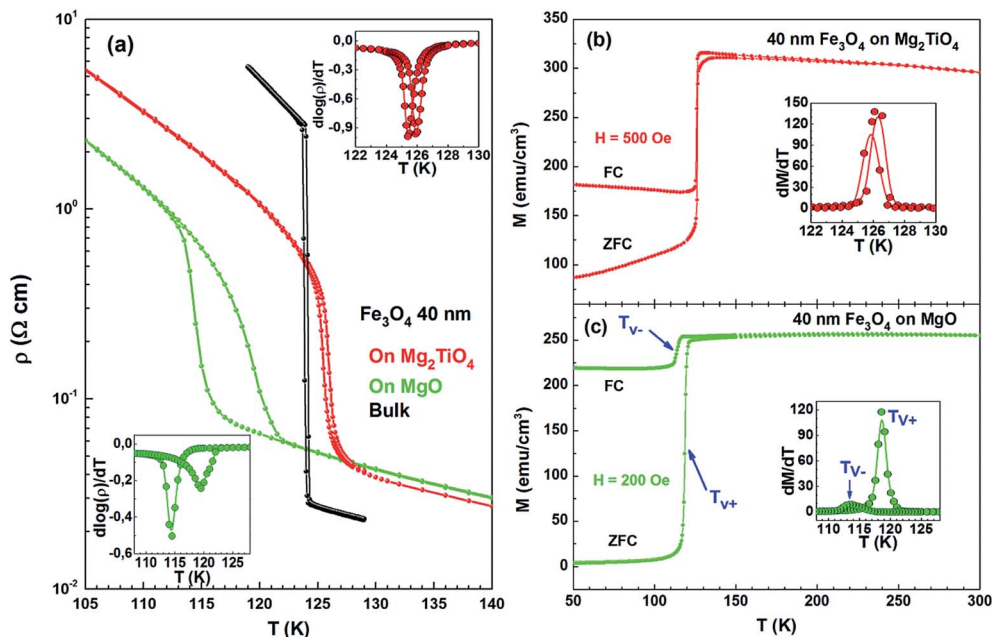 (a)
10¹
10⁰
10⁻¹
10⁻²
ρ (Ω cm)
105 110 115 120 125 130 135 140
T (K)
Fe₃O₄ 40 nm
On Mg₂TiO₄
On MgO
Bulk
0,0
-0,3
-0,6
-0,9
dlog(ρ)/dT
122 124 126 128 130
T (K)
0,0
-0,2
-0,4
-0,6
dlog(ρ)/dT
110 115 120 125
T (K)
(b)
40 nm Fe₃O₄ on Mg₂TiO₄
350
300
250
200
150
100
M (emu/cm³)
H = 500 Oe
FC
ZFC
150
120
90
60
30
0
dM/dT
122 124 126 128 130
T (K)
(c)
40 nm Fe₃O₄ on MgO
250
200
150
100
50
0
M (emu/cm³)
Tᵥ₋
FC
H = 200 Oe
Tᵥ₊
ZFC
120
90
60
30
0
dM/dT
Tᵥ₊
Tᵥ₋
110 115 120 125
T (K)
50 100 150 200 250 300
T (K)